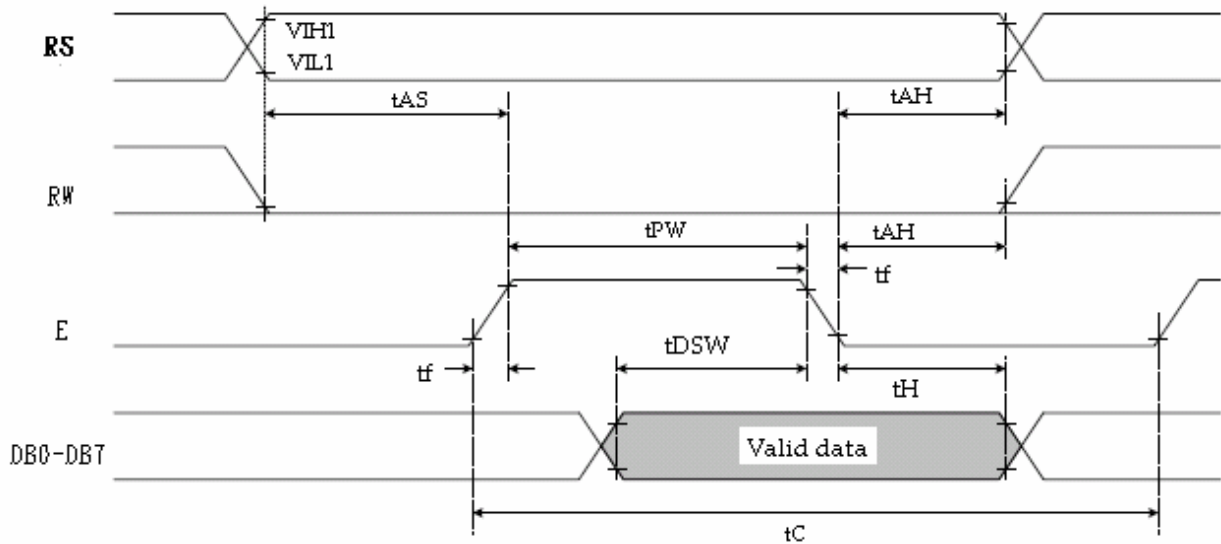 RS
VIH1
VIL1
tAS
tAH
RW
tPW
tAH
tf
E
tDSW
tf
tH
DB0-DB7
Valid data
tC